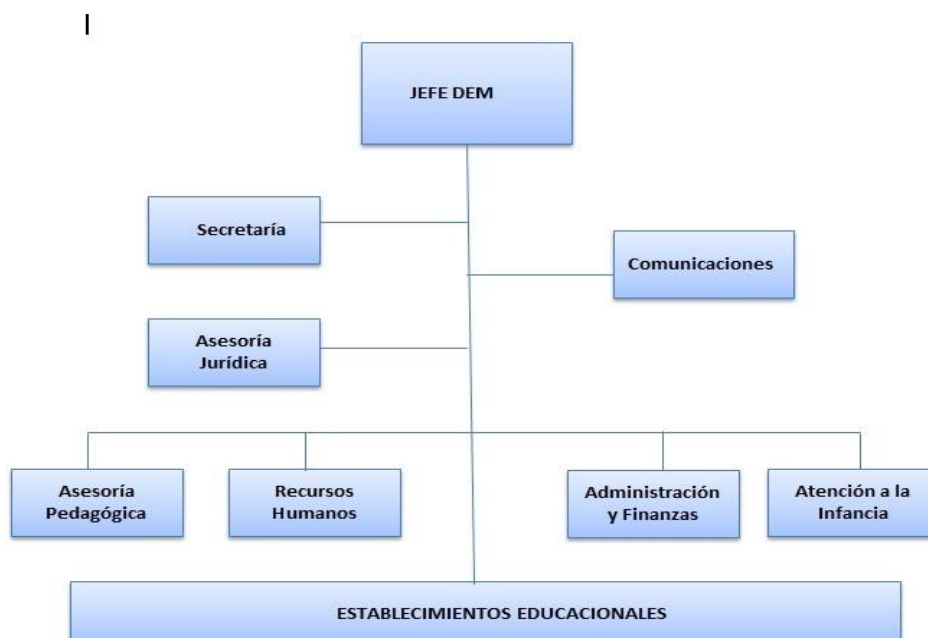 JEFE DEM
Secretaría
Comunicaciones
Asesoría
Jurídica
Asesoría
Pedagógica
Recursos
Humanos
Administración
y Finanzas
Atención a la
Infancia
ESTABLECIMIENTOS EDUCACIONALES